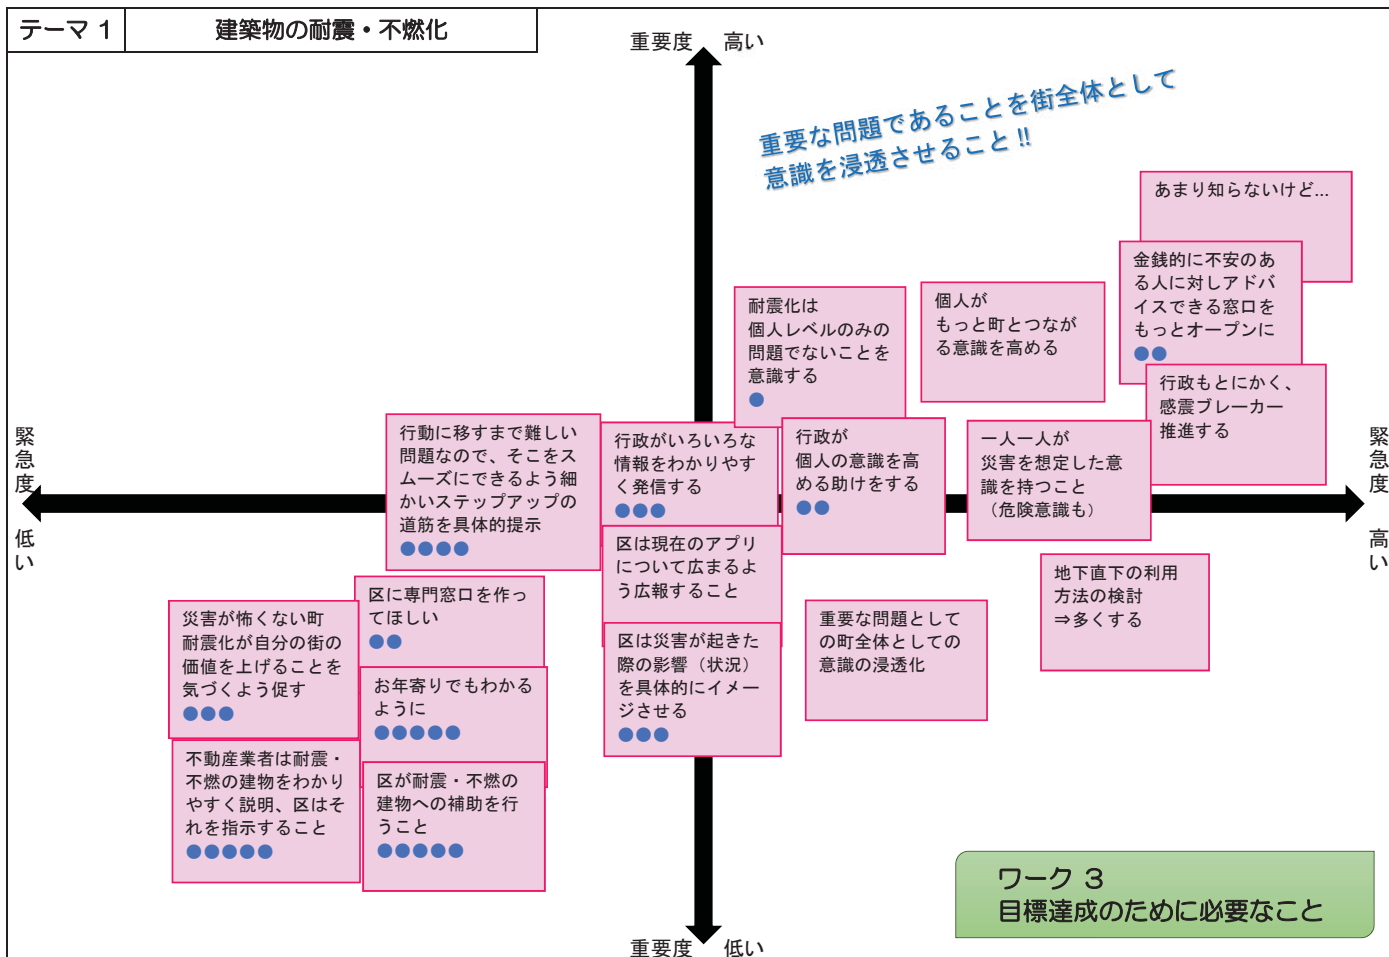 テーマ 1
建築物の耐震・不燃化
重要度 高い
重要な問題であることを街全体として
意識を浸透させること!!
あまり知らないけど…
金銭的に不安のあ
る人に対しアドバ
イスできる窓口を
もっとオープンに
●●
耐震化は
個人レベルのみの
問題でないことを
意識する
●
個人が
もっと町とつなが
る意識を高める
行政もとにかく、
感震ブレーカー
推進する
行動に移すまで難しい
問題なので、そこをス
ムーズにできるよう細
かいステップアップの
道筋を具体的提示
●●●●
行政がいろいろな
情報をわかりやす
く発信する
●●●
行政が
個人の意識を高
める助けをする
●●
一人一人が
災害を想定した意
識を持つこと
(危険意識も)
緊急度 低い
緊急度 高い
区は現在のアプリ
について広まるよ
う広報すること
地下直下の利用
方法の検討
⇒多くする
区に専門窓口を作っ
てほしい
●●
災害が怖くない町
耐震化が自分の街の
価値を上げることを
気づくよう促す
●●●
重要な問題として
の町全体としての
意識の浸透化
区は災害が起きた
際の影響(状況)
を具体的にイメー
ジさせる
●●●
お年寄りでもわかる
ように
●●●●●
不動産業者は耐震・
不燃の建物をわかり
やすく説明、区はそ
れを指示すること
●●●●●
区が耐震・不燃の
建物への補助を行
うこと
●●●●●
ワーク 3
目標達成のために必要なこと
重要度 低い